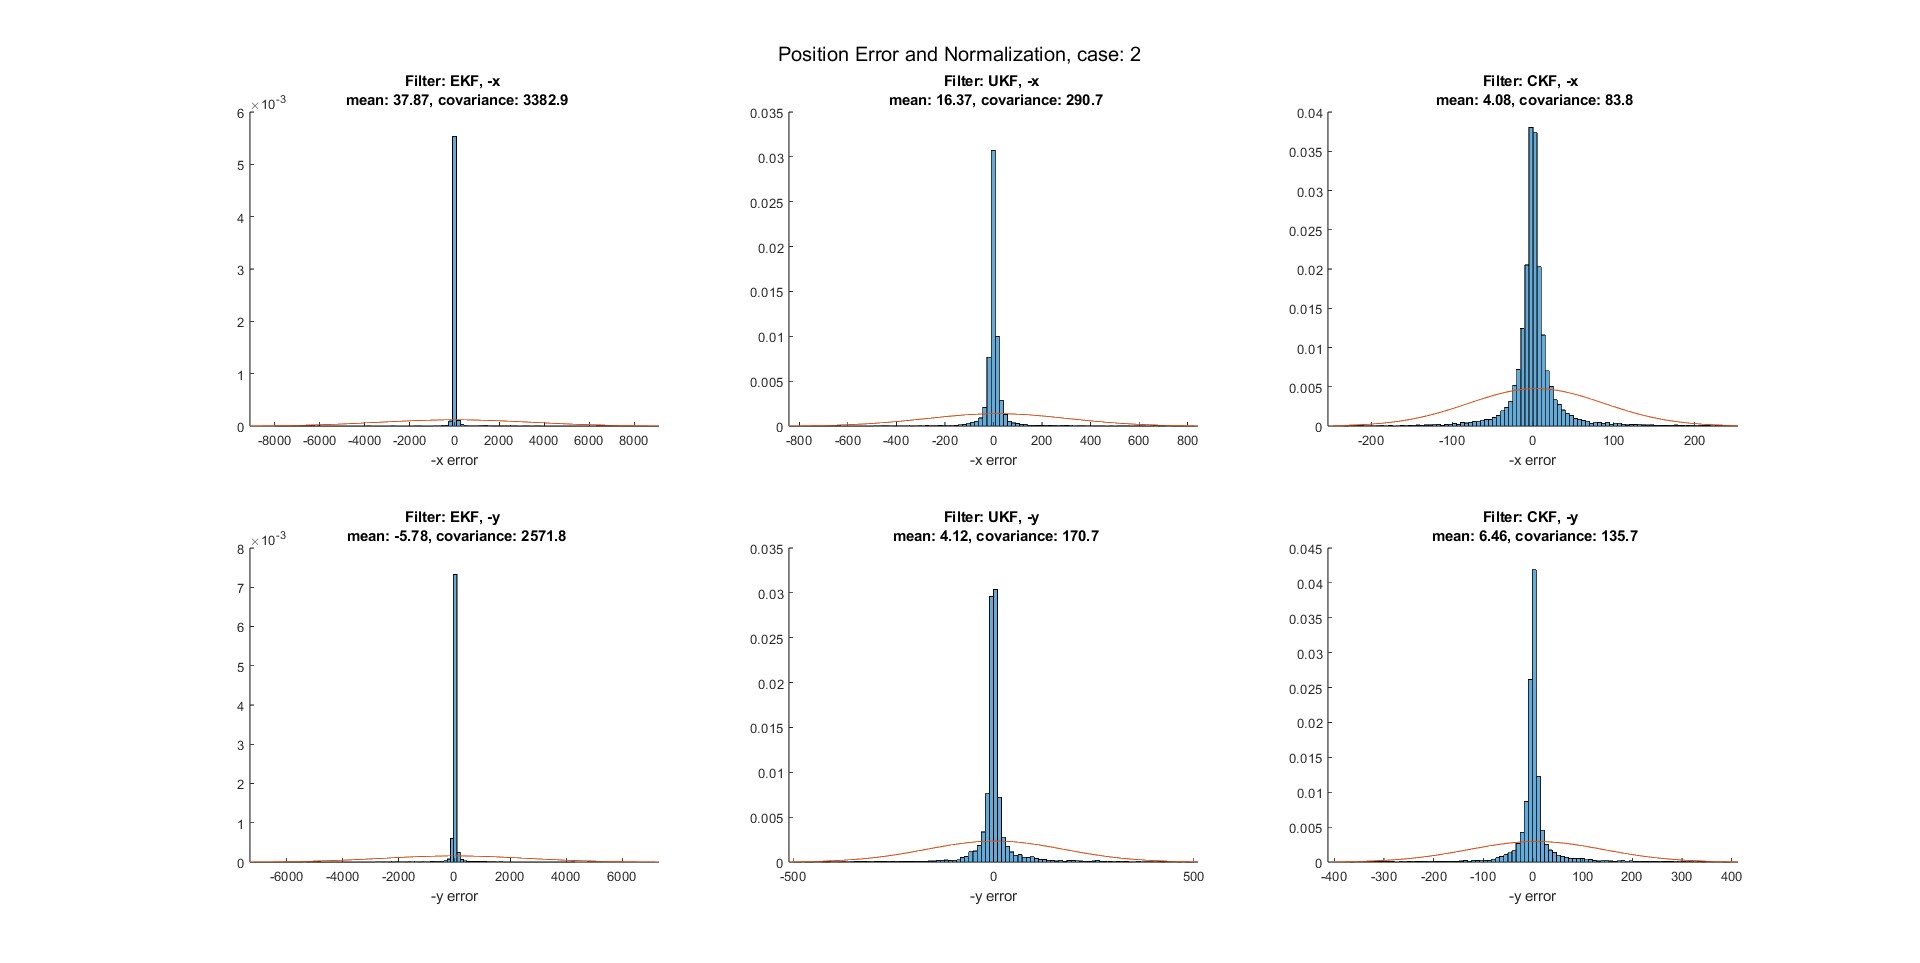 Position Error and Normalization, case: 2
Filter: EKF, -x
mean: 37.87, covariance: 3382.9
×10-3
6
5
4
3
2
1
0
-8000 -6000 -4000 -2000 0 2000 4000 6000 8000
-x error
Filter: UKF, -x
mean: 16.37, covariance: 290.7
0.035
0.03
0.025
0.02
0.015
0.01
0.005
0
-800 -600 -400 -200 0 200 400 600 800
-x error
Filter: CKF, -x
mean: 4.08, covariance: 83.8
0.04
0.035
0.03
0.025
0.02
0.015
0.01
0.005
0
-200 -100 0 100 200
-x error
Filter: EKF, -y
mean: -5.78, covariance: 2571.8
×10-3
8
7
6
5
4
3
2
1
0
-6000 -4000 -2000 0 2000 4000 6000
-y error
Filter: UKF, -y
mean: 4.12, covariance: 170.7
0.035
0.03
0.025
0.02
0.015
0.01
0.005
0
-500 0 500
-y error
Filter: CKF, -y
mean: 6.46, covariance: 135.7
0.045
0.04
0.035
0.03
0.025
0.02
0.015
0.01
0.005
0
-400 -300 -200 -100 0 100 200 300 400
-y error